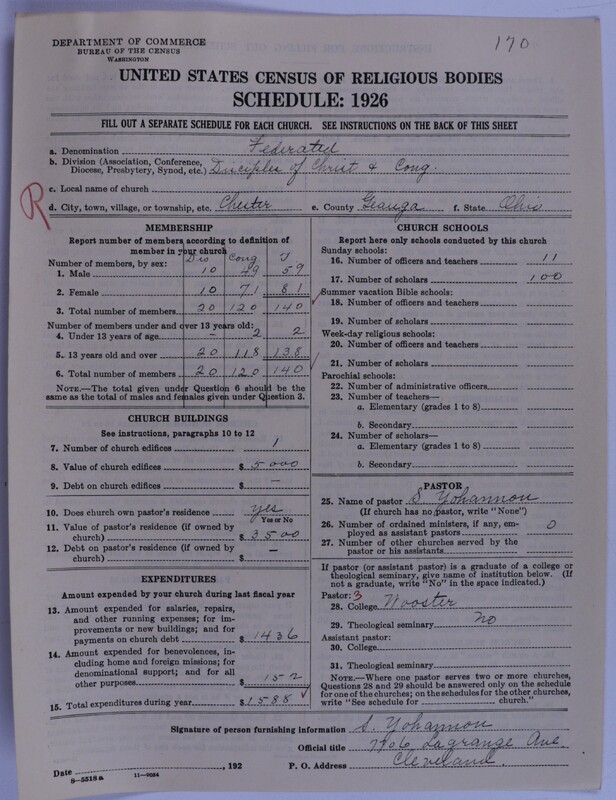 170
DEPARTMENT OF COMMERCE
BUREAU OF THE CENSUS
WASHINGTON
UNITED STATES CENSUS OF RELIGIOUS BODIES
SCHEDULE: 1926
FILL OUT A SEPARATE SCHEDULE FOR EACH CHURCH. SEE INSTRUCTIONS ON THE BACK OF THIS SHEET
a. Denomination Federated
b. Division (Association, Conference, Diocese, Presbytery, Synod, etc.) Disciples of Christ & Cong.
c. Local name of church
R
d. City, town, village, or township, etc. Chester e. County Geauga f. State Ohio
MEMBERSHIP
Report number of members according to definition of
member in your church
Dis Cong T
Number of members, by sex:
1. Male 10 49 59
2. Female 10 71 81
3. Total number of members 20 120 140
Number of members under and over 13 years old:
4. Under 13 years of age - 2 2
5. 13 years old and over 20 118 138
6. Total number of members 20 120 140
NOTE.—The total given under Question 6 should be the
same as the total of males and females given under Question 3.
CHURCH BUILDINGS
See instructions, paragraphs 10 to 12
7. Number of church edifices 1
8. Value of church edifices $ 5000
9. Debt on church edifices $ —
10. Does church own pastor's residence yes
Yes or No
11. Value of pastor's residence (if owned by
church) $ 3500
12. Debt on pastor's residence (if owned by
church) $ —
EXPENDITURES
Amount expended by your church during last fiscal year
13. Amount expended for salaries, repairs,
and other running expenses; for im-
provements or new buildings; and for
payments on church debt $ 1436
14. Amount expended for benevolences, in-
cluding home and foreign missions; for
denominational support; and for all
other purposes $ 152
15. Total expenditures during year $ 1588
CHURCH SCHOOLS
Report here only schools conducted by this church
Sunday schools:
16. Number of officers and teachers 11
17. Number of scholars 100
Summer vacation Bible schools:
18. Number of officers and teachers
19. Number of scholars
Week-day religious schools:
20. Number of officers and teachers
21. Number of scholars
Parochial schools:
22. Number of administrative officers
23. Number of teachers—
a. Elementary (grades 1 to 8)
b. Secondary
24. Number of scholars—
a. Elementary (grades 1 to 8)
b. Secondary
PASTOR
25. Name of pastor S. Yohannon
(If church has no pastor, write "None")
26. Number of ordained ministers, if any, em-
ployed as assistant pastors 0
27. Number of other churches served by the
pastor or his assistants
If pastor (or assistant pastor) is a graduate of a college or
theological seminary, give name of institution below. (If
not a graduate, write "No" in the space indicated.)
Pastor: 3
28. College Wooster
29. Theological seminary No
Assistant pastor:
30. College
31. Theological seminary
NOTE.—Where one pastor serves two or more churches,
Questions 28 and 29 should be answered only on the schedule
for one of the churches; on the schedules for the other churches,
write "See schedule for church."
Signature of person furnishing information S. Yohannon
Official title 7906 Lagrange Ave
Date , 192 P. O. Address Cleveland
8-5518a 11-9084